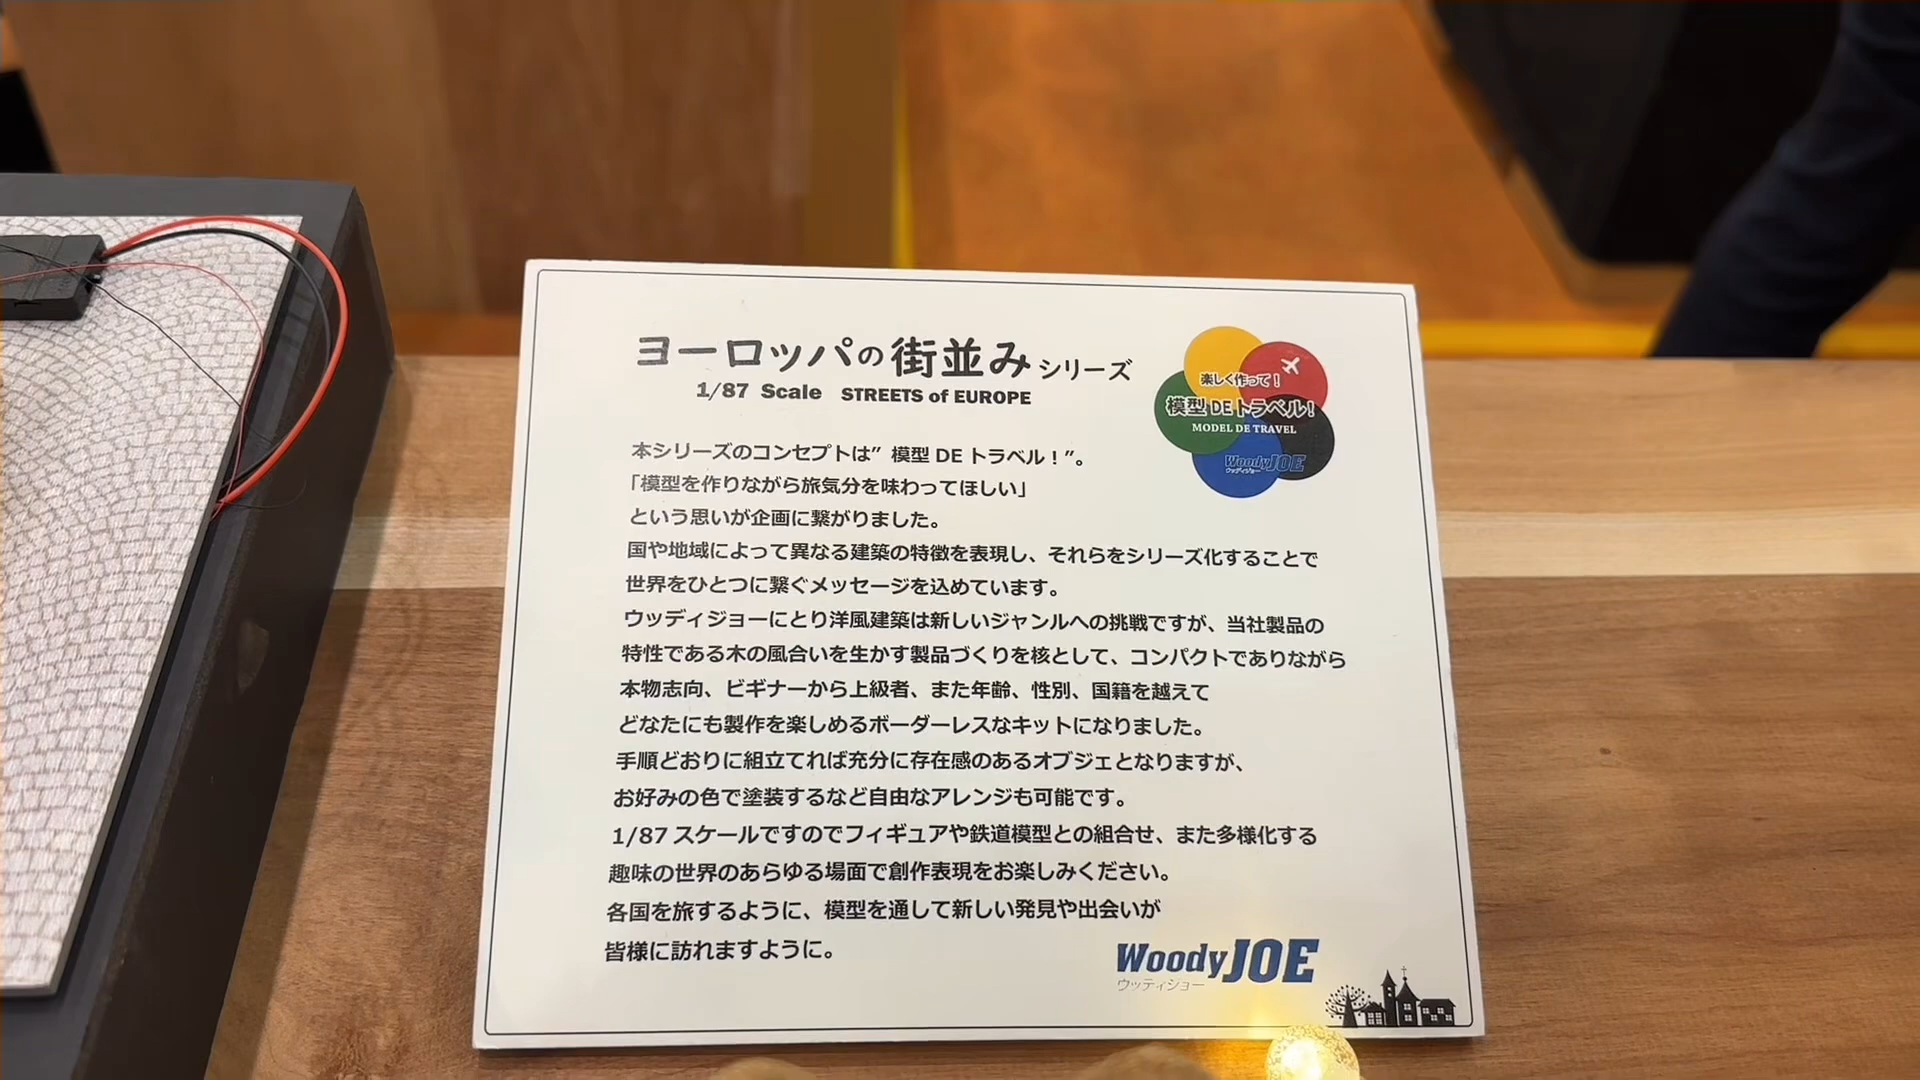 ヨーロッパの街並みシリーズ
1/87 Scale STREETS of EUROPE
楽しく作って!
模型DEトラベル!
MODEL DE TRAVEL
WoodyJOE
ウッディジョー
本シリーズのコンセプトは”模型 DE トラベル!”。
「模型を作りながら旅気分を味わってほしい」
という思いが企画に繋がりました。
国や地域によって異なる建築の特徴を表現し、それらをシリーズ化することで
世界をひとつに繋ぐメッセージを込めています。
ウッディジョーにとり洋風建築は新しいジャンルへの挑戦ですが、当社製品の
特性である木の風合いを生かす製品づくりを核として、コンパクトでありながら
本物志向、ビギナーから上級者、また年齢、性別、国籍を越えて
どなたにも製作を楽しめるボーダーレスなキットになりました。
手順どおりに組立てれば充分に存在感のあるオブジェとなりますが、
お好みの色で塗装するなど自由なアレンジも可能です。
1/87 スケールですのでフィギュアや鉄道模型との組合せ、また多様化する
趣味の世界のあらゆる場面で創作表現をお楽しみください。
各国を旅するように、模型を通して新しい発見や出会いが
皆様に訪れますように。
WoodyJOE
ウッディジョー